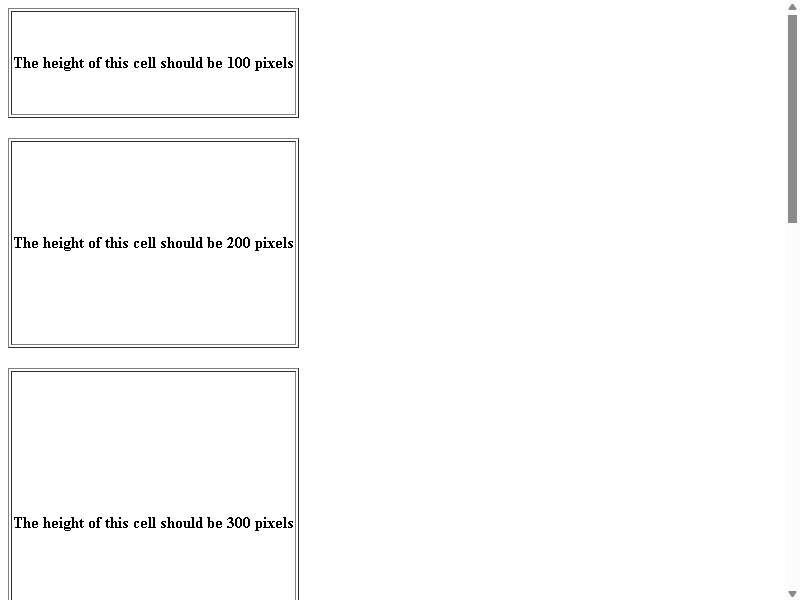 The height of this cell should be 100 pixels
The height of this cell should be 200 pixels
The height of this cell should be 300 pixels